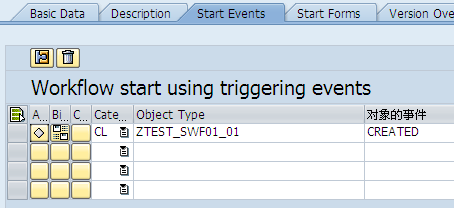 Basic Data Description Start Events Start Forms Version Ove
Workflow start using triggering events
A... Bi... C... Cate... Object Type 对象的事件
CL ZTEST_SWF01_01 CREATED